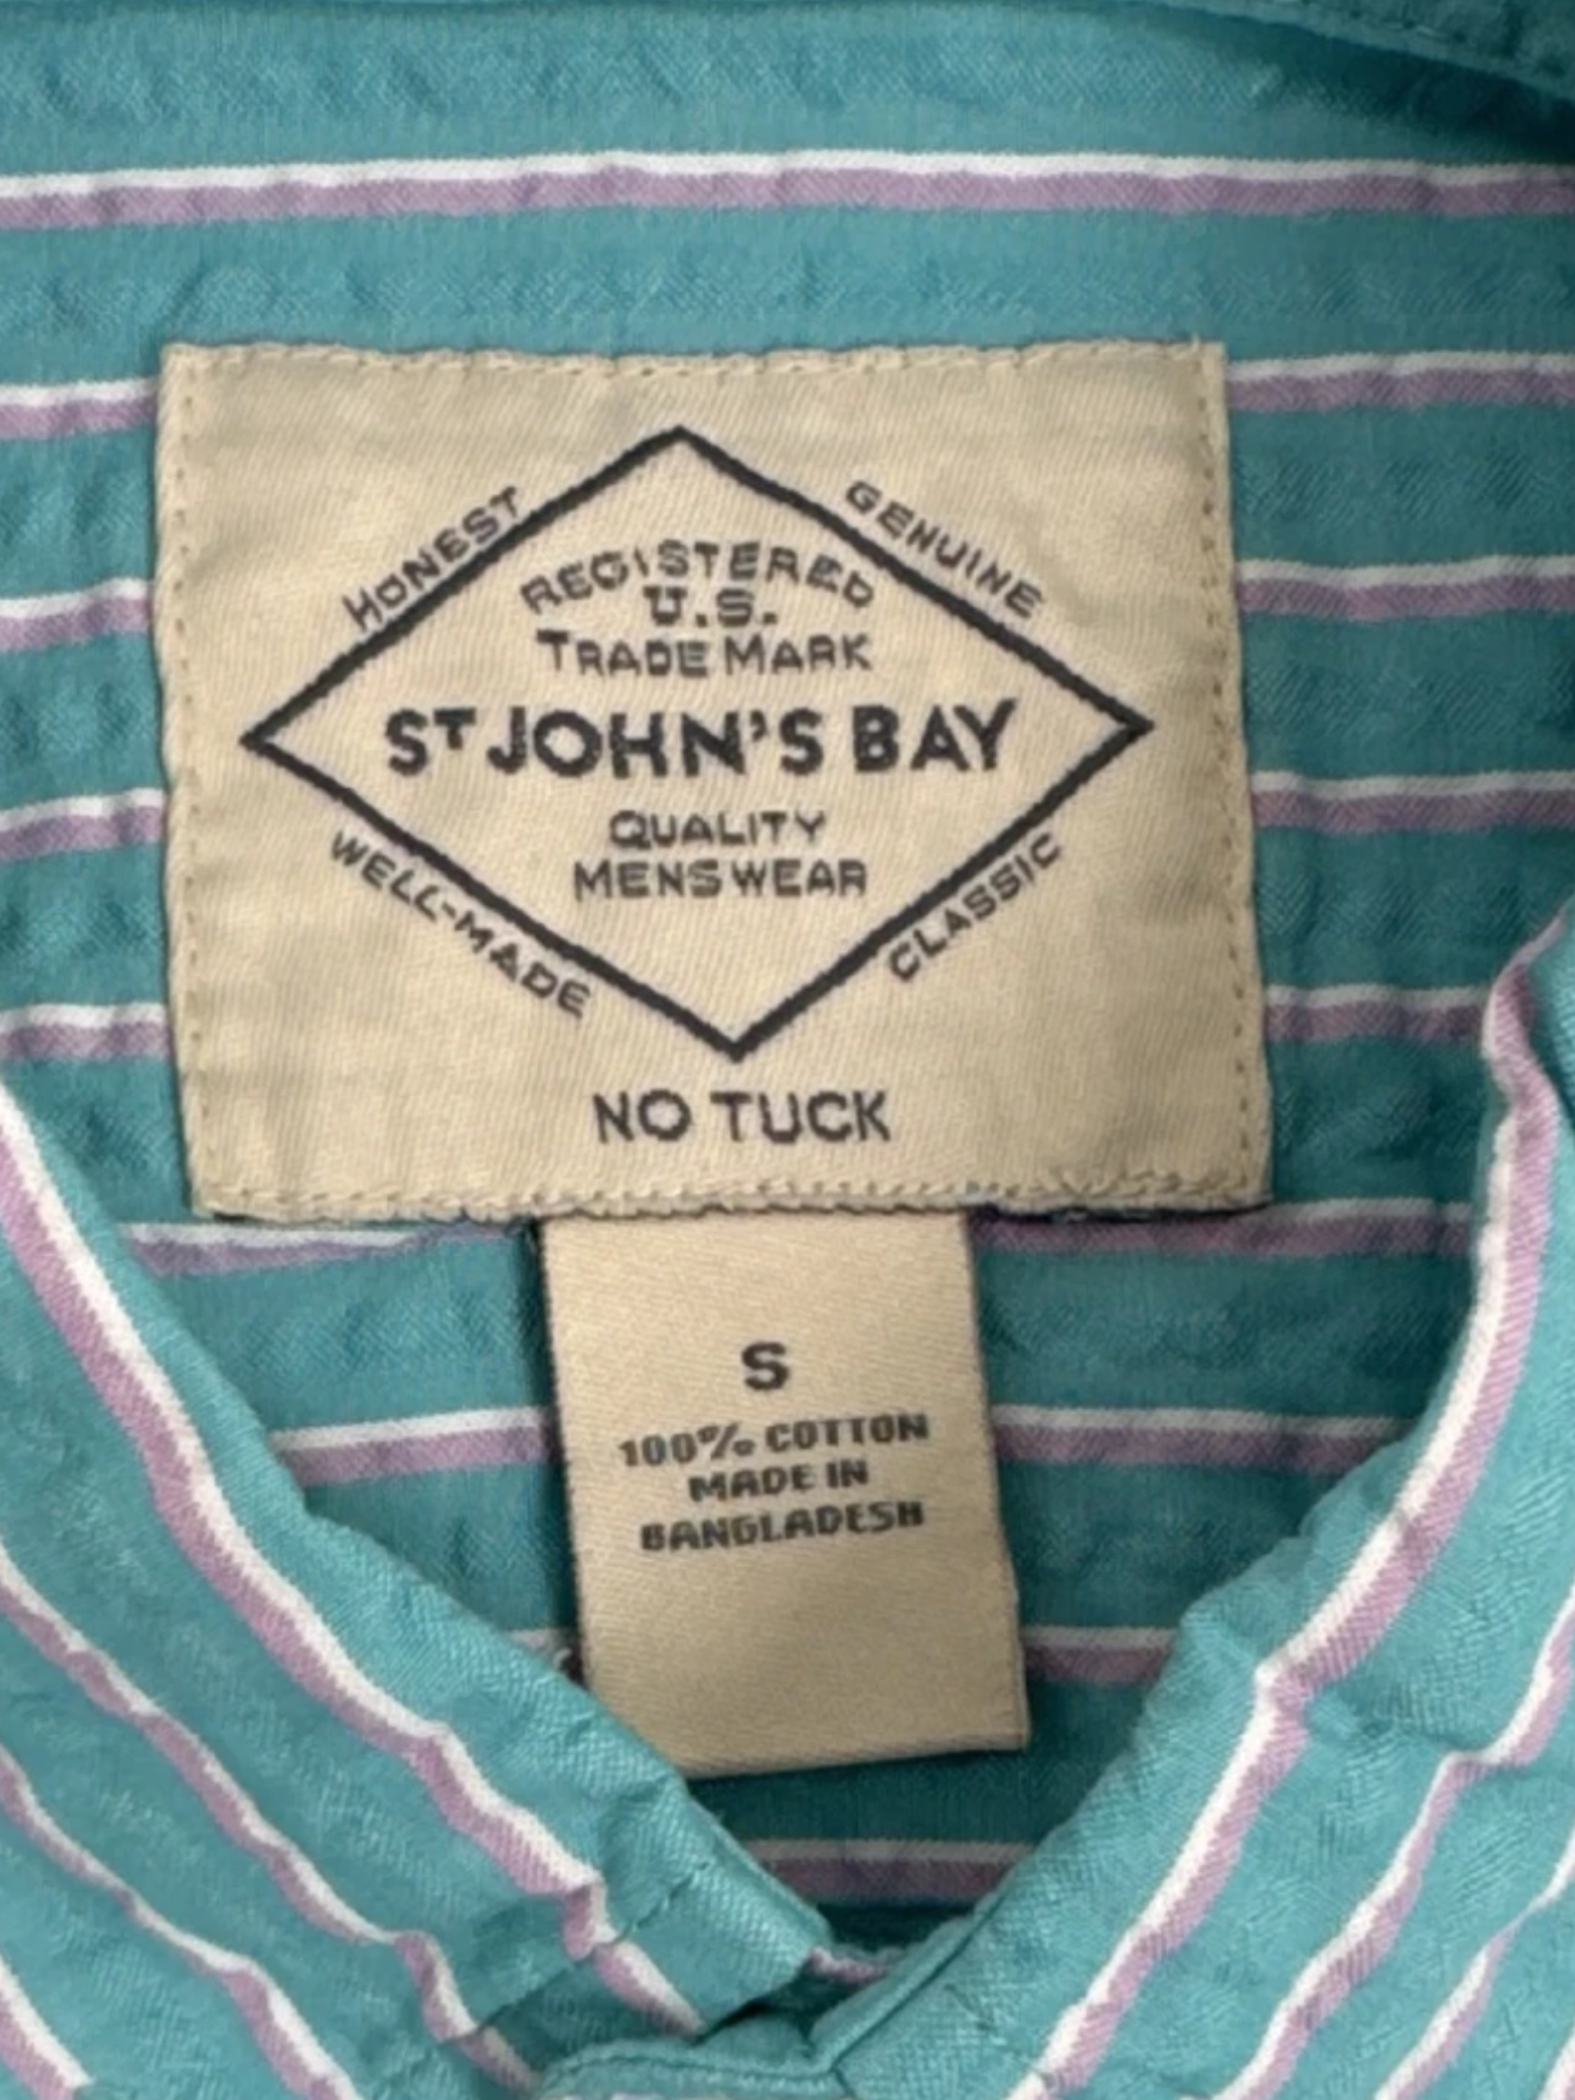 HONEST
GENUINE
REGISTERED
U.S.
TRADE MARK
ST JOHN'S BAY
QUALITY
MENSWEAR
WELL-MADE
CLASSIC
NO TUCK
S
100% COTTON
MADE IN
BANGLADESH